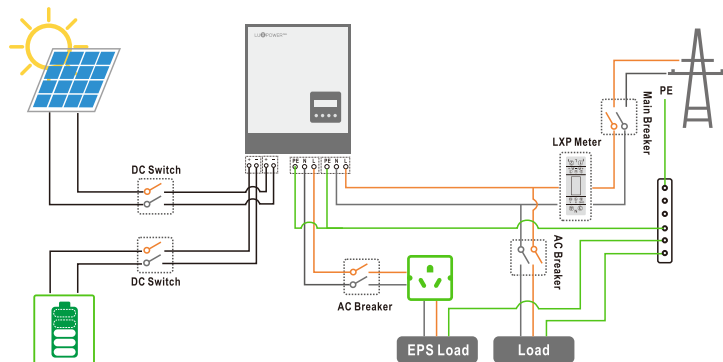 LUXPOWER
PE
Main Breaker
LXP Meter
DC Switch
+ - + -
PE N L
PE N L
DC Switch
AC Breaker
AC Breaker
EPS Load
Load